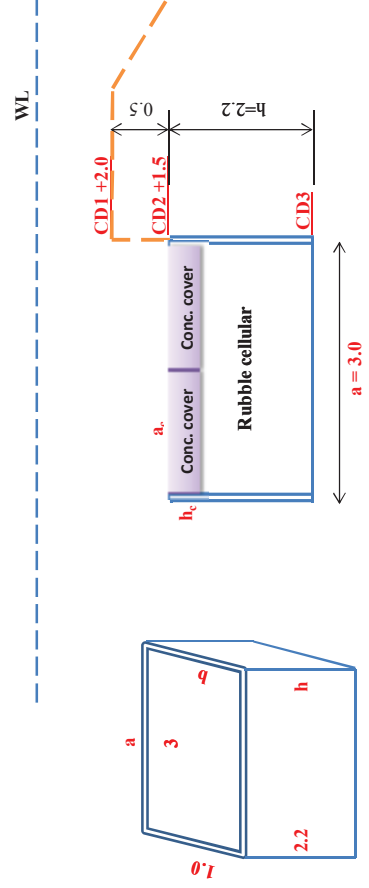 WL
CD1 +2.0
0.5
CD2 +1.5
h=2.2
CD3
a_c
Conc. cover
Conc. cover
h_c
Rubble cellular
a = 3.0
a
3
b
1.0
h
2.2